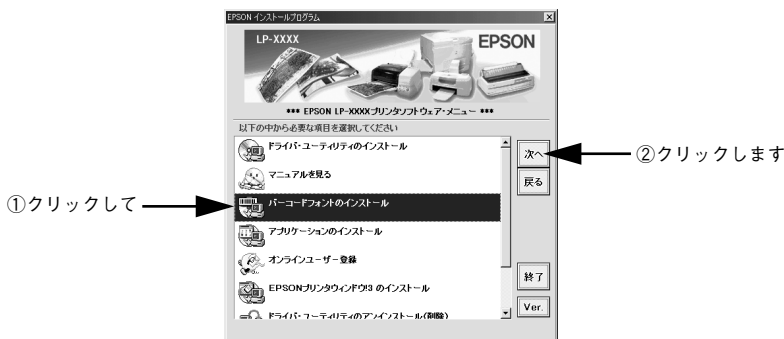 EPSON インストールプログラム
LP-XXXX
EPSON
*** EPSON LP-XXXXプリンタソフトウェア・メニュー ***
以下の中から必要な項目を選択してください
ドライバ・ユーティリティのインストール
次へ
②クリックします
マニュアルを見る
戻る
①クリックして
バーコードフォントのインストール
アプリケーションのインストール
オンラインユーザー登録
終了
EPSONプリンタウィンドウ!3 のインストール
Ver.
ドライバ・ユーティリティのアンインストール(削除)